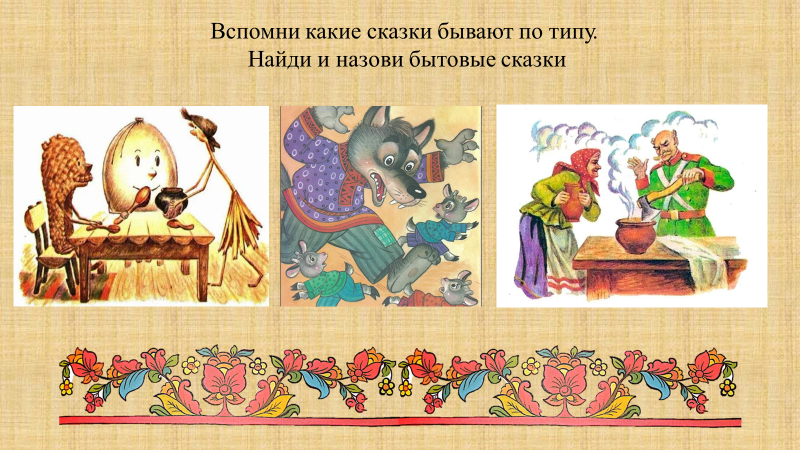 Вспомни какие сказки бывают по типу.
Найди и назови бытовые сказки